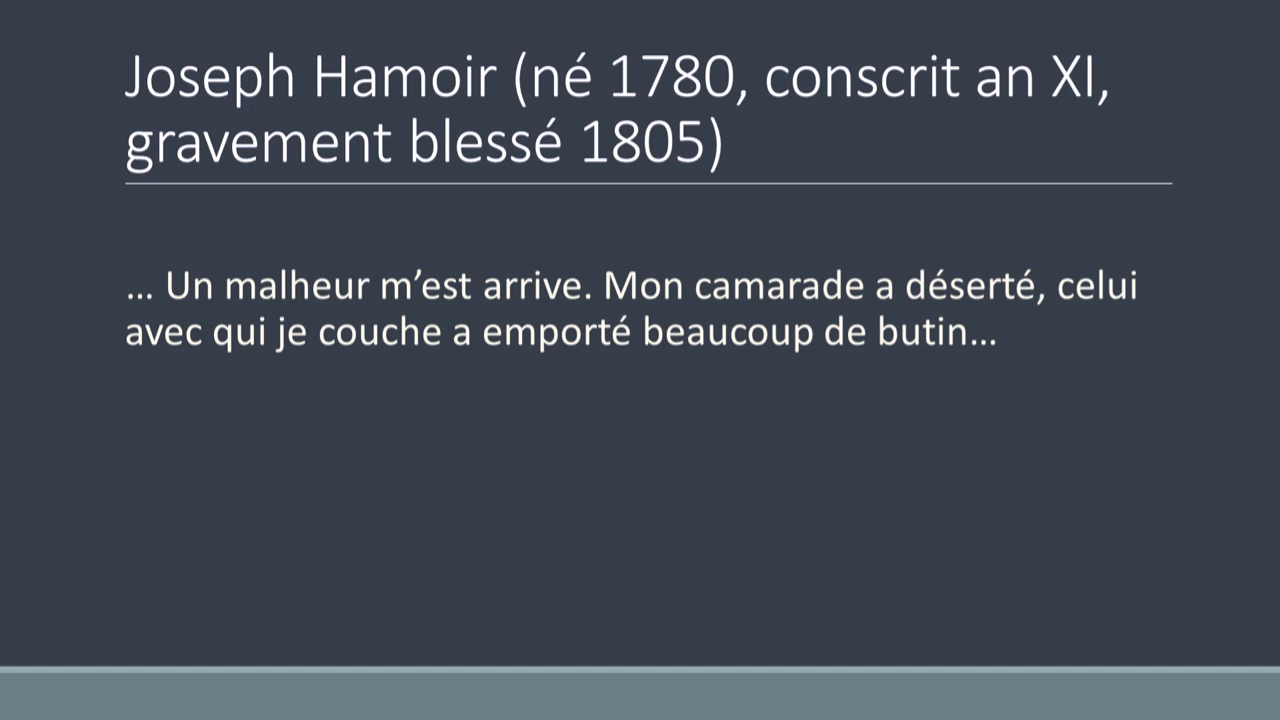 Joseph Hamoir (né 1780, conscrit an XI,
gravement blessé 1805)
… Un malheur m’est arrive. Mon camarade a déserté, celui
avec qui je couche a emporté beaucoup de butin…